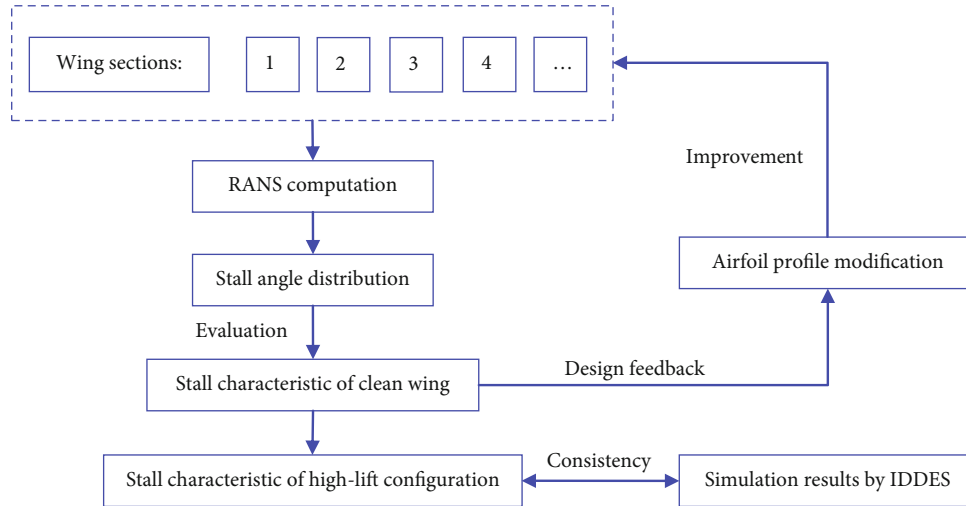 Wing sections:
1
2
3
4
...
Improvement
RANS computation
Stall angle distribution
Airfoil profile modification
Evaluation
Stall characteristic of clean wing
Design feedback
Stall characteristic of high-lift configuration
Consistency
Simulation results by IDDES